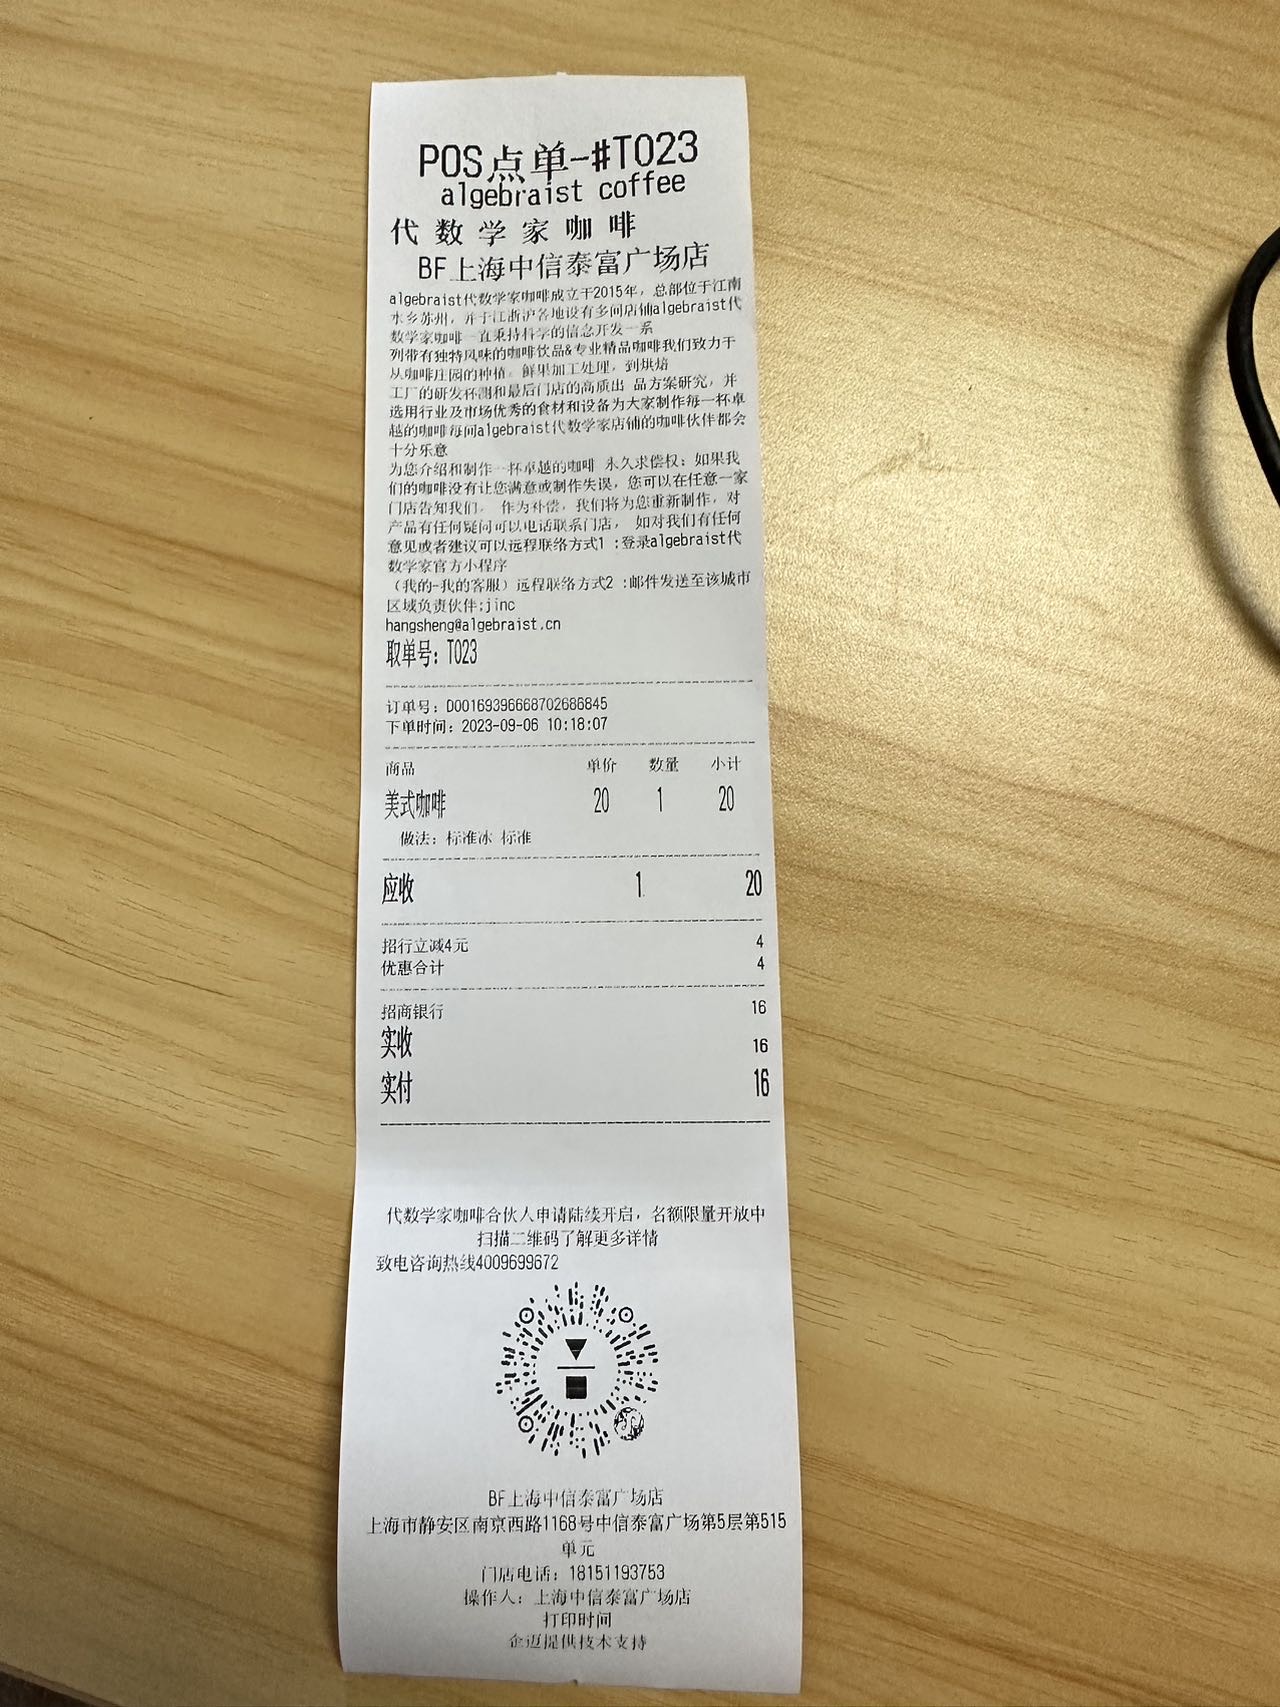 POS点单-#T023
algebraist coffee
代数学家咖啡
BF上海中信泰富广场店
algebraist代数学家咖啡成立于2015年，总部位于江南
水乡苏州，并于江浙沪各地设有多间店铺algebraist代
数学家咖啡一直秉持科学的信念开发一系
列带有独特风味的咖啡饮品&专业精品咖啡我们致力于
从咖啡庄园的种植。鲜果加工处理，到烘焙
工厂的研发杯测和最后门店的高质出 品方案研究，并
选用行业及市场优秀的食材和设备为大家制作每一杯卓
越的咖啡每间algebraist代数学家店铺的咖啡伙伴都会
十分乐意
为您介绍和制作一杯卓越的咖啡 永久求偿权：如果我
们的咖啡没有让您满意或制作失误，您可以在任意一家
门店告知我们， 作为补偿，我们将为您重新制作，对
产品有任何疑问可以电话联系门店， 如对我们有任何
意见或者建议可以远程联络方式1 :登录algebraist代
数学家官方小程序
（我的-我的客服）远程联络方式2 :邮件发送至该城市
区域负责伙伴:jinc
hangsheng@algebraist.cn
取单号：T023
订单号：D00169396668702686845
下单时间：2023-09-06 10:18:07
商品 单价 数量 小计
美式咖啡 20 1 20
做法：标准冰 标准
应收 1 20
招行立减4元 4
优惠合计 4
招商银行 16
实收 16
实付 16
代数学家咖啡合伙人申请陆续开启，名额限量开放中
扫描二维码了解更多详情
致电咨询热线4009699672
BF上海中信泰富广场店
上海市静安区南京西路1168号中信泰富广场第5层第515
单元
门店电话：18151193753
操作人：上海中信泰富广场店
打印时间
企迈提供技术支持